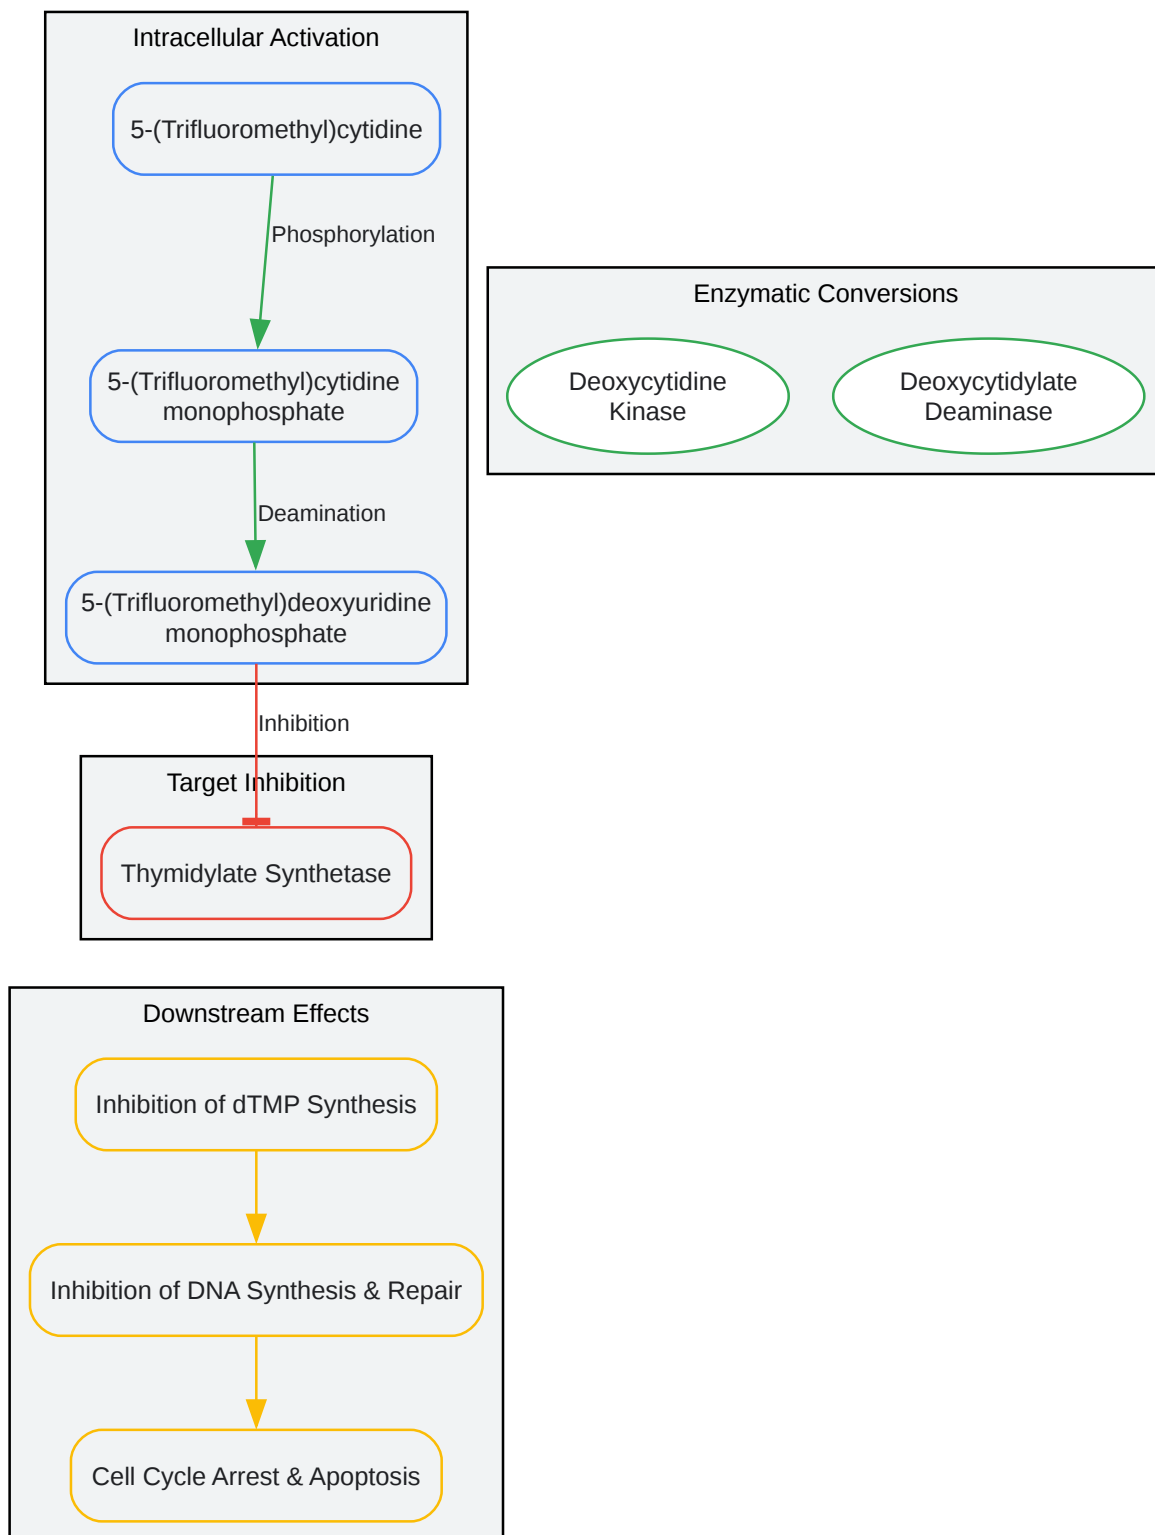 Intracellular Activation
5-(Trifluoromethyl)cytidine
Phosphorylation
5-(Trifluoromethyl)cytidine
monophosphate
Deamination
5-(Trifluoromethyl)deoxyuridine
monophosphate
Enzymatic Conversions
Deoxycytidine
Kinase
Deoxycytidylate
Deaminase
Inhibition
Target Inhibition
Thymidylate Synthetase
Downstream Effects
Inhibition of dTMP Synthesis
Inhibition of DNA Synthesis & Repair
Cell Cycle Arrest & Apoptosis